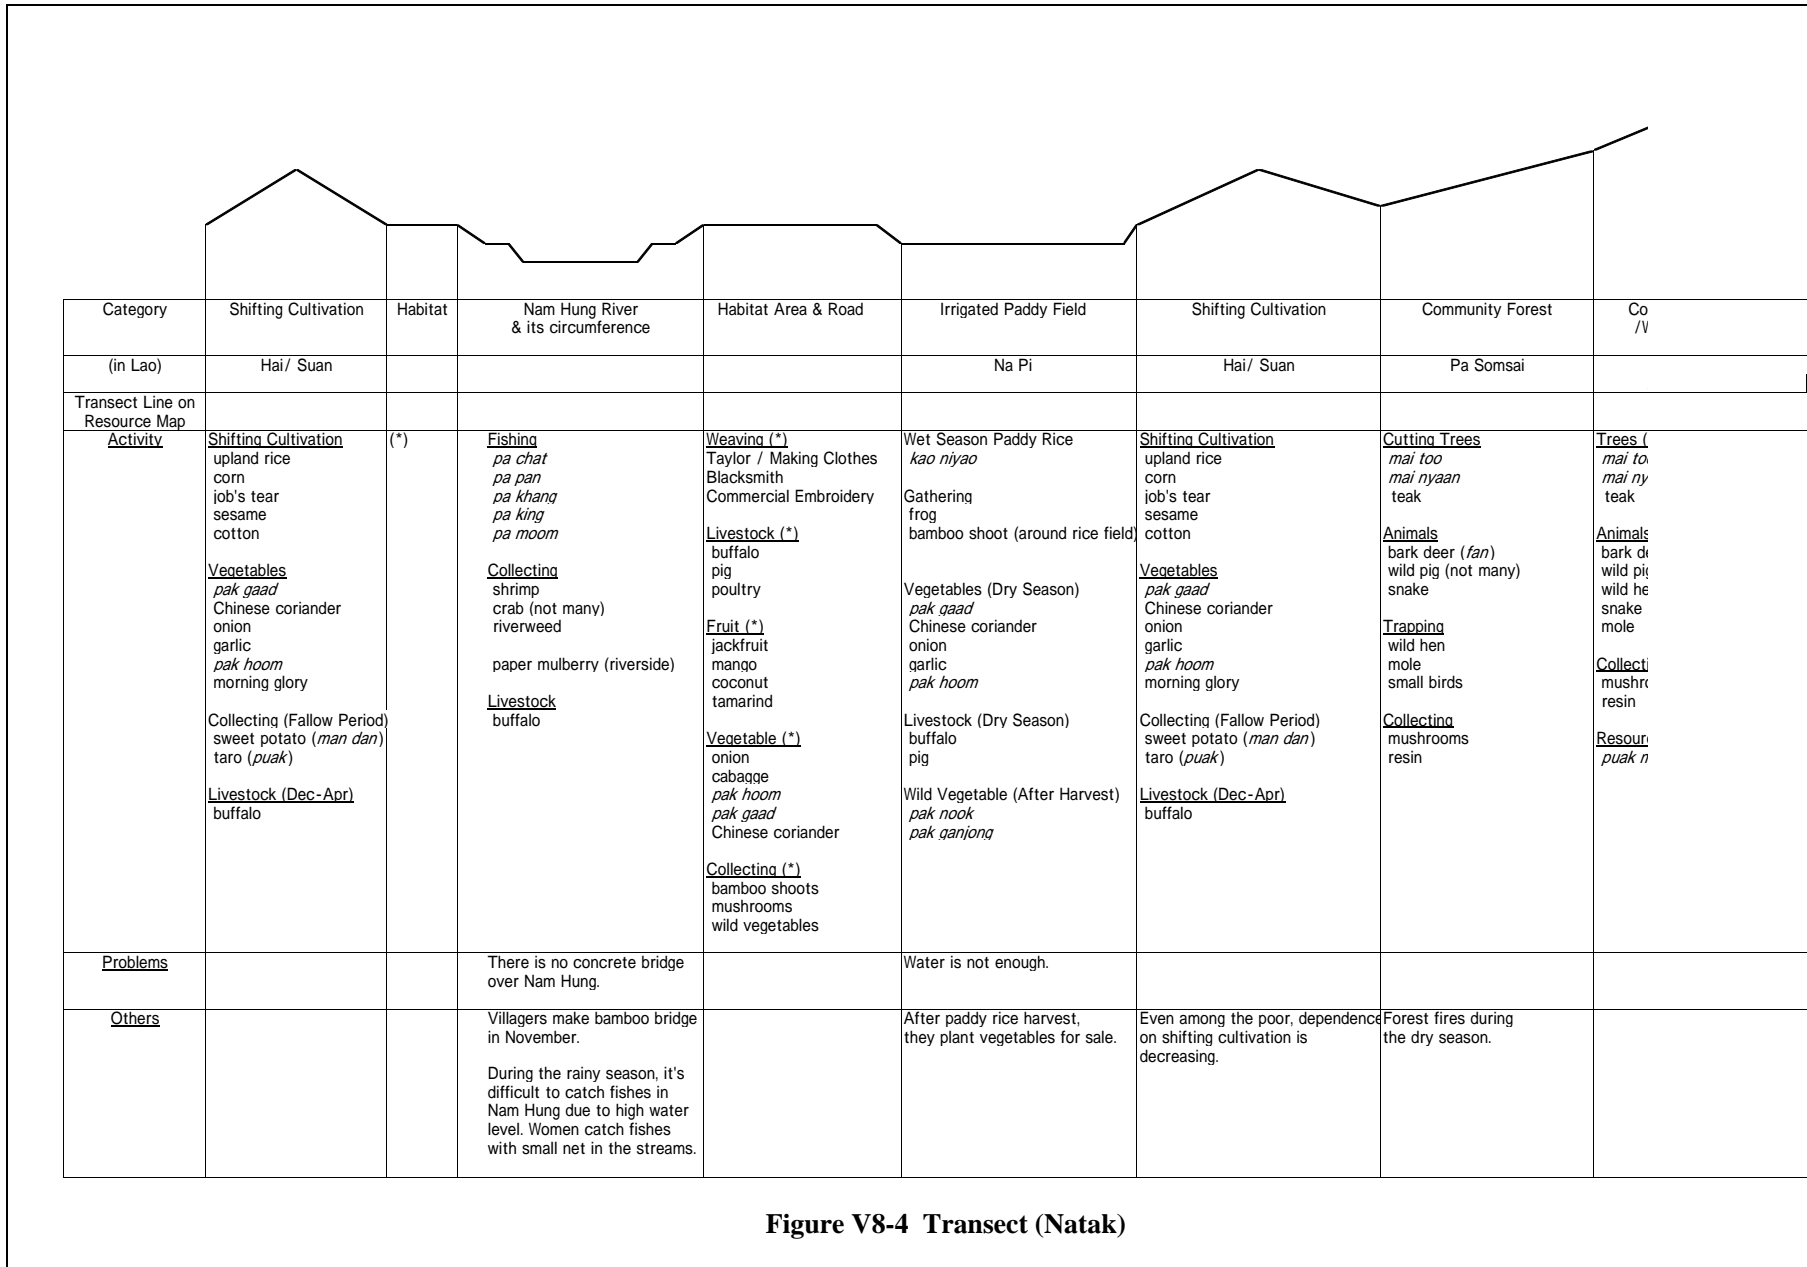 Category
Shifting Cultivation
Habitat
Nam Hung River
& its circumference
Habitat Area & Road
Irrigated Paddy Field
Shifting Cultivation
Community Forest
(in Lao)
Hai/ Suan
Na Pi
Hai/ Suan
Pa Somsai
Transect Line on
Resource Map
Activity
Shifting Cultivation
upland rice
corn
job's tear
sesame
cotton
Vegetables
pak gaad
Chinese coriander
onion
garlic
pak hoom
morning glory
Collecting (Fallow Period)
sweet potato (man dan)
taro (puak)
Livestock (Dec-Apr)
buffalo
(*)
Fishing
pa chat
pa pan
pa khang
pa king
pa moom
Collecting
shrimp
crab (not many)
riverweed
paper mulberry (riverside)
Livestock
buffalo
Weaving (*)
Taylor / Making Clothes
Blacksmith
Commercial Embroidery
Livestock (*)
buffalo
pig
poultry
Fruit (*)
jackfruit
mango
coconut
tamarind
Vegetable (*)
onion
cabagge
pak hoom
pak gaad
Chinese coriander
Collecting (*)
bamboo shoots
mushrooms
wild vegetables
Wet Season Paddy Rice
kao niyao
Gathering
frog
bamboo shoot (around rice field)
Vegetables (Dry Season)
pak gaad
Chinese coriander
onion
garlic
pak hoom
Livestock (Dry Season)
buffalo
pig
Wild Vegetable (After Harvest)
pak nook
pak ganjong
Shifting Cultivation
upland rice
corn
job's tear
sesame
cotton
Vegetables
pak gaad
Chinese coriander
onion
garlic
pak hoom
morning glory
Collecting (Fallow Period)
sweet potato (man dan)
taro (puak)
Livestock (Dec-Apr)
buffalo
Cutting Trees
mai too
mai nyaan
teak
Animals
bark deer (fan)
wild pig (not many)
snake
Trapping
wild hen
mole
small birds
Collecting
mushrooms
resin
Trees (
mai
mai
teak
Animals
bark
wild
wild
snake
mole
resin
puak
Problems
There is no concrete bridge
over Nam Hung.
Water is not enough.
Others
Villagers make bamboo bridge
in November.
During the rainy season, it's
difficult to catch fishes in
Nam Hung due to high water
level. Women catch fishes
with small net in the streams.
After paddy rice harvest,
they plant vegetables for sale.
Even among the poor, dependence
on shifting cultivation is
decreasing.
Forest fires during
the dry season.
Figure V8-4 Transect (Natak)